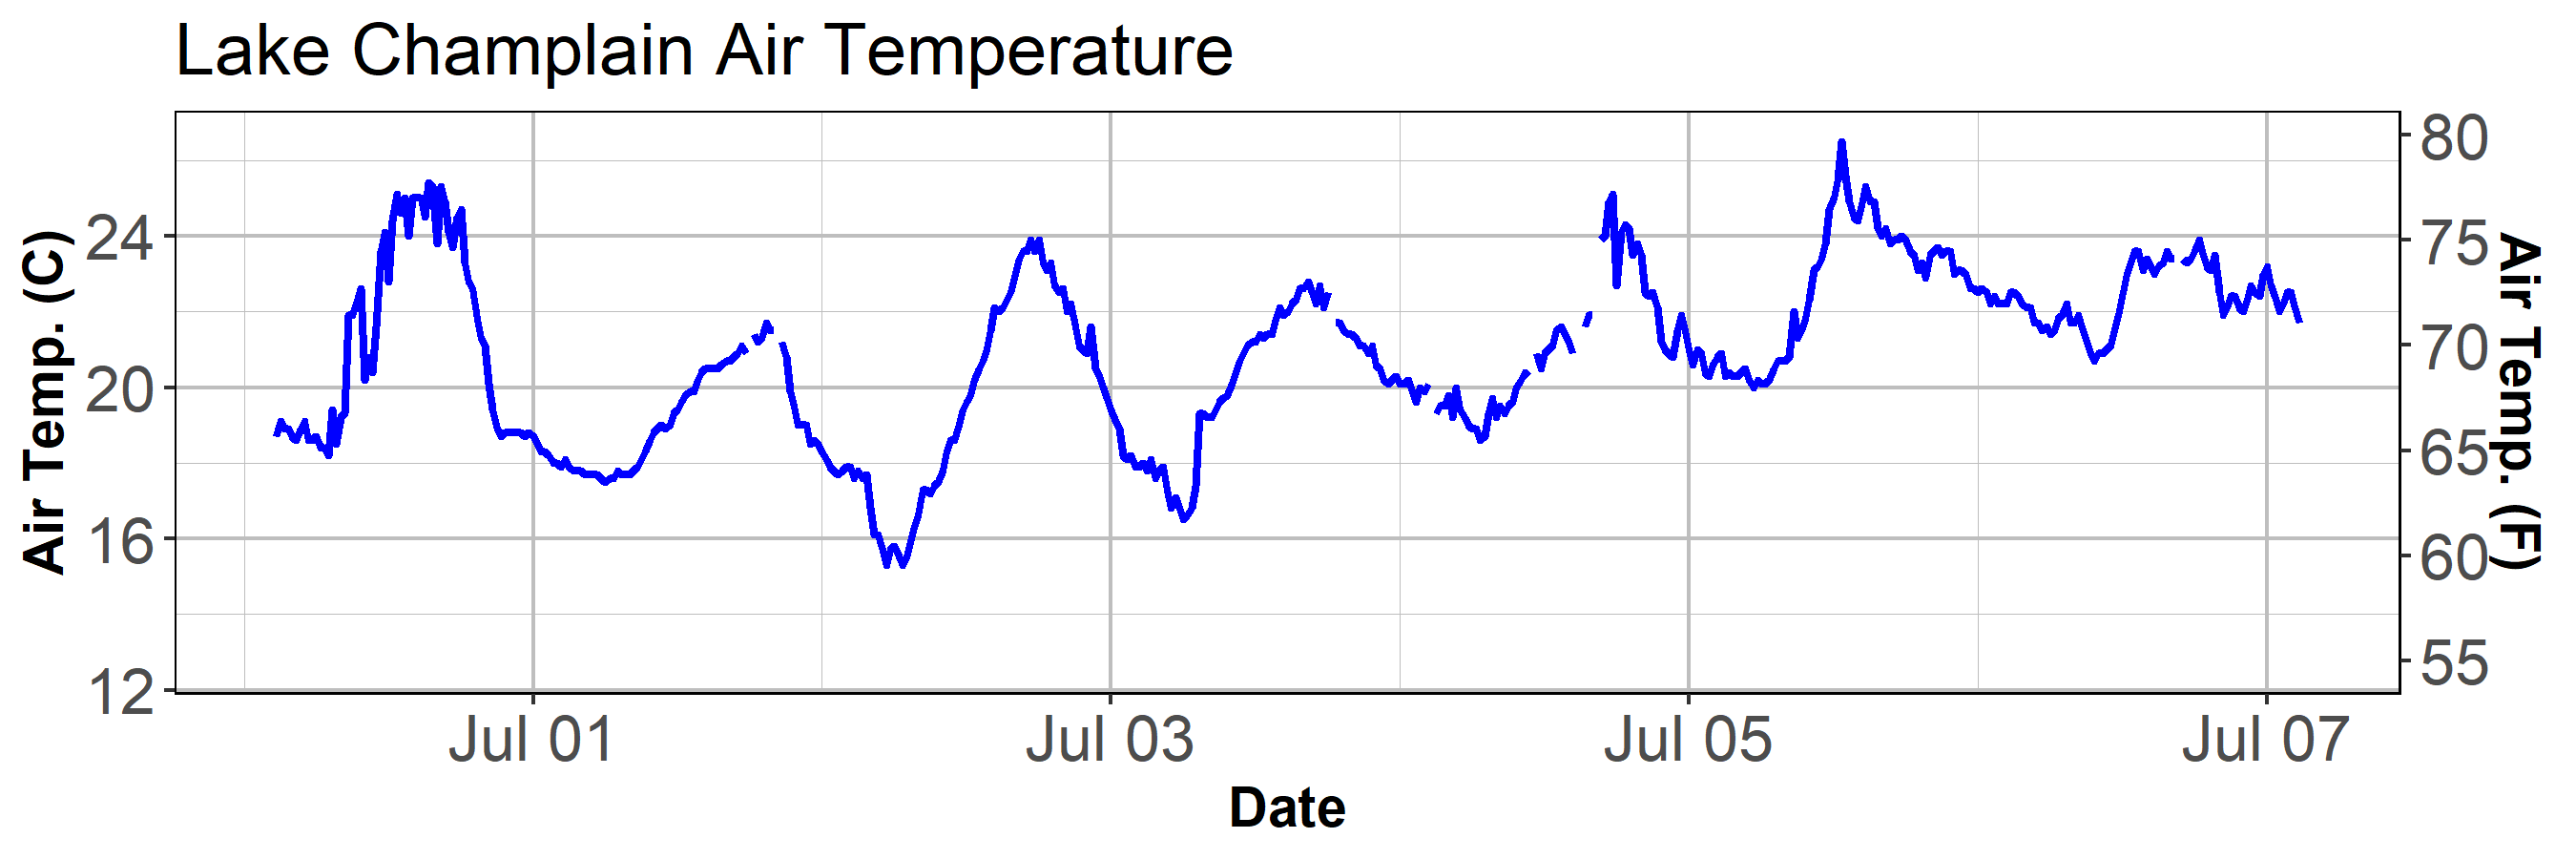 Lake Champlain Air Temperature
Air Temp. (C)
24
20
16
12
80
75
70
65
60
55
Air Temp. (F)
Jul 01 Jul 03 Jul 05 Jul 07
Date